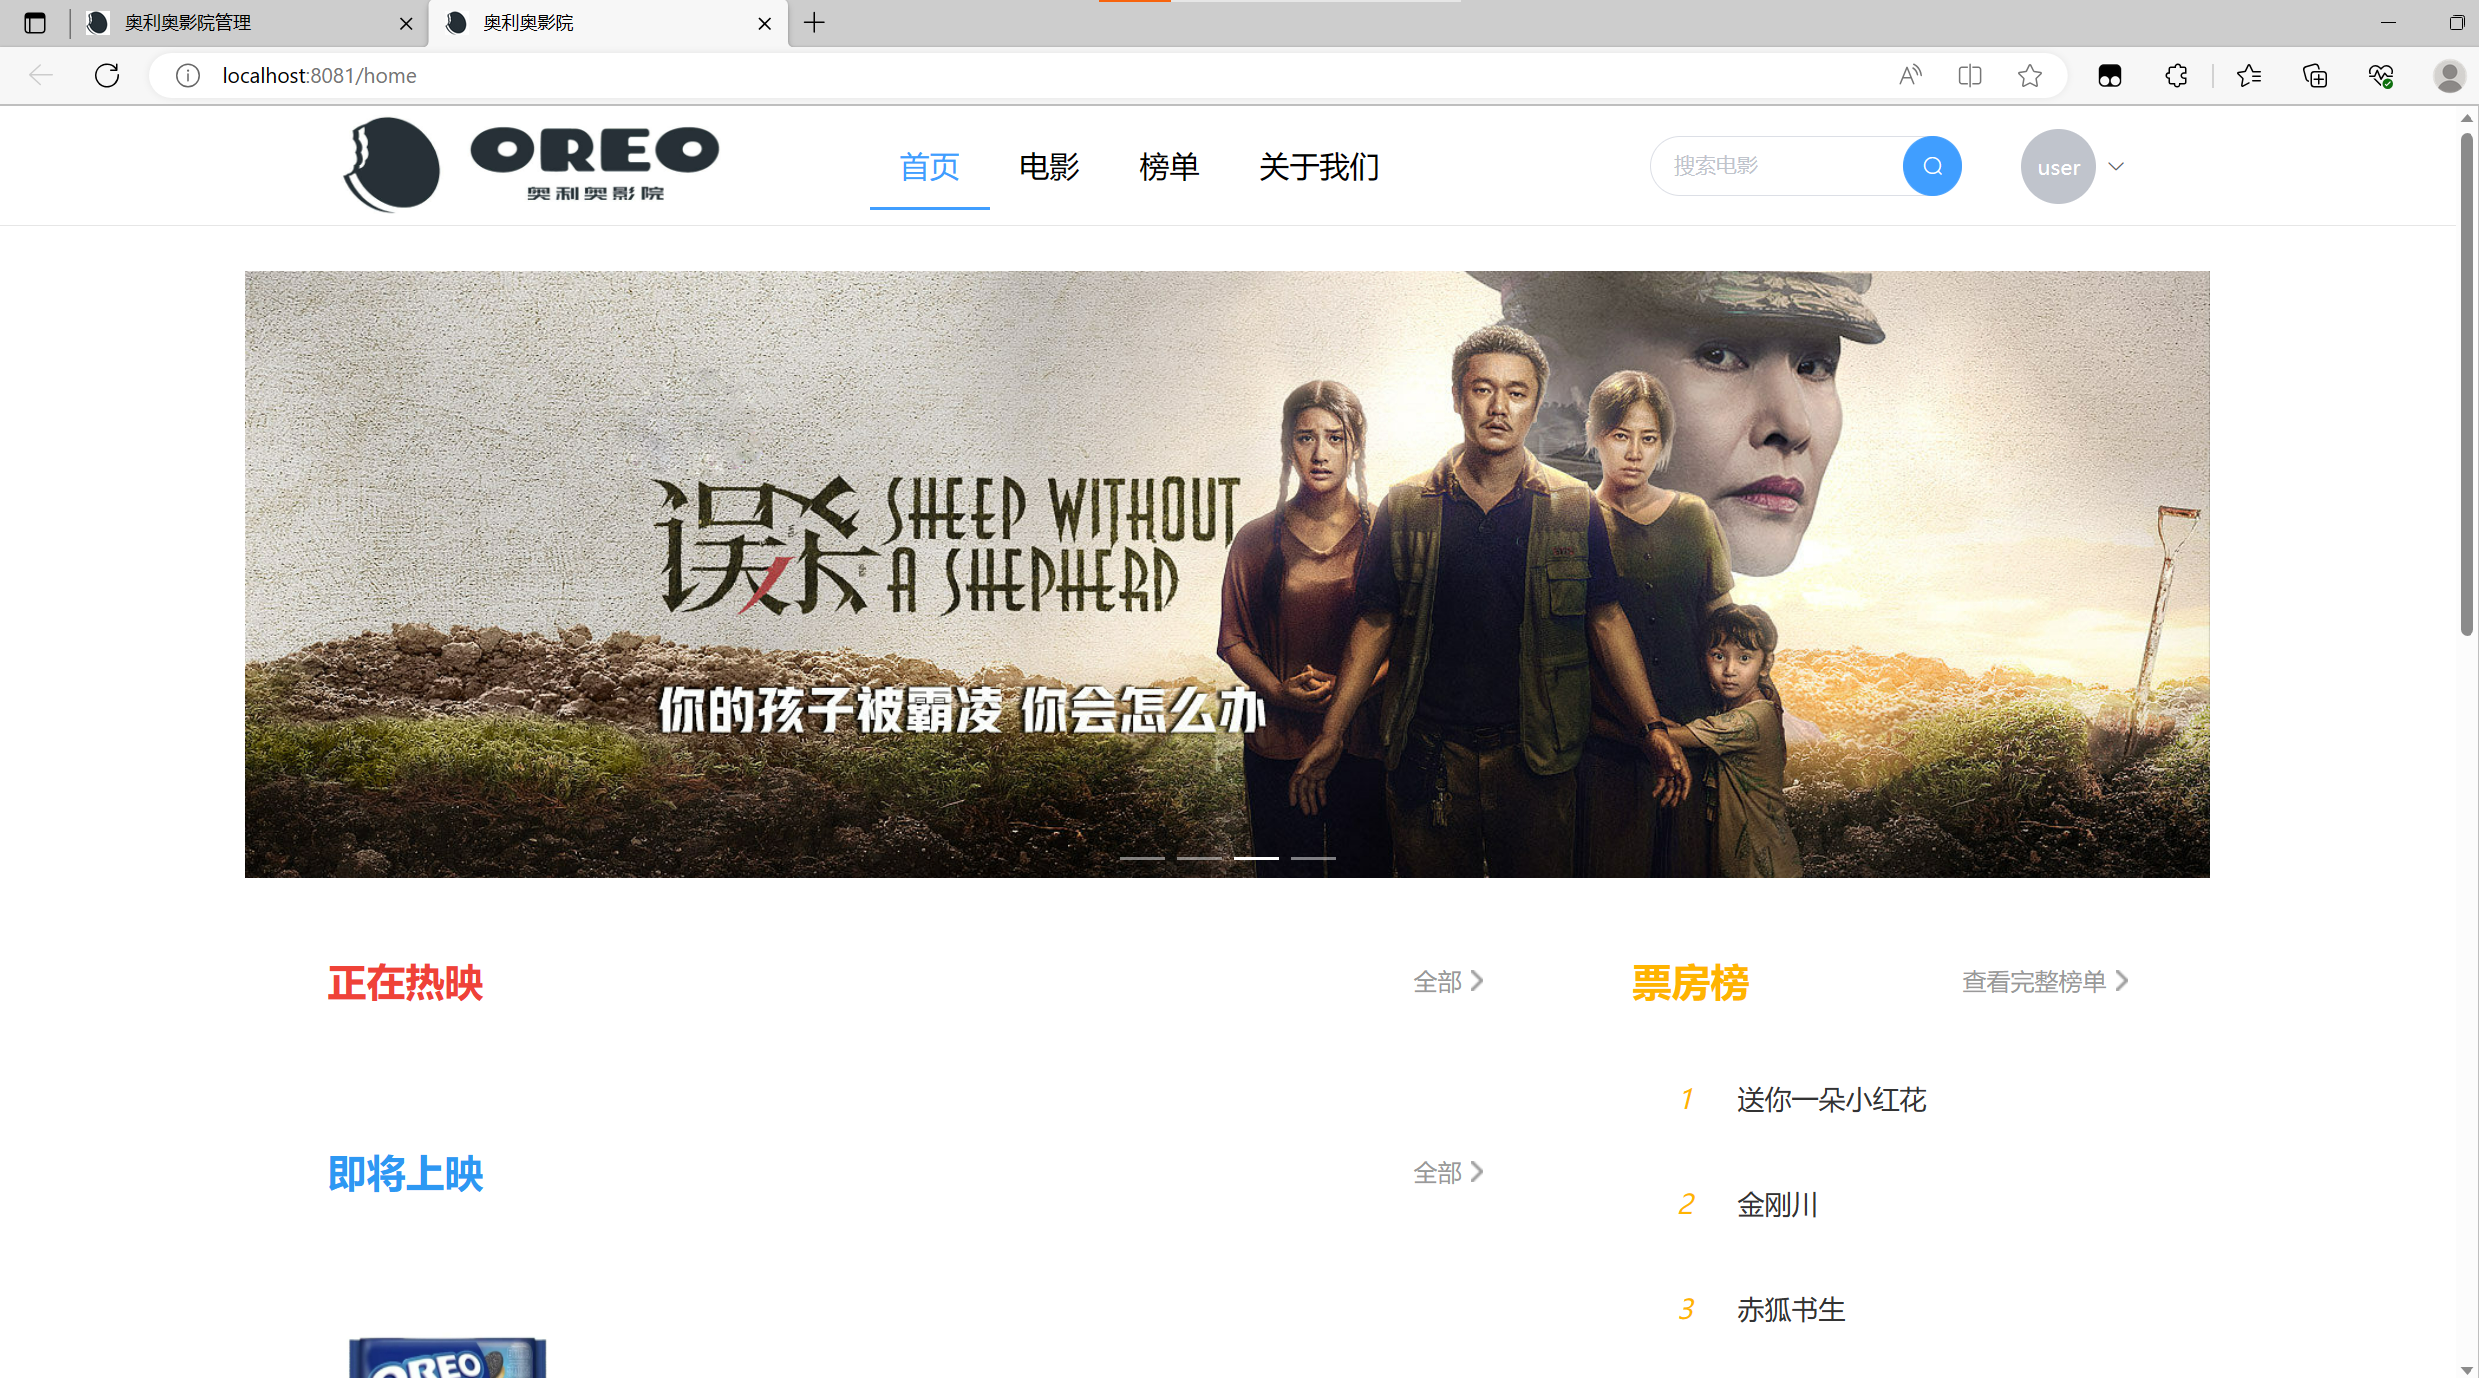 奥利奥影院管理
奥利奥影院
localhost:8081/home
OREO
奥利奥影院
首页
电影
榜单
关于我们
搜索电影
user
误杀
SHEEP WITHOUT
A SHEPHERD
你的孩子被霸凌 你会怎么办
正在热映
全部
票房榜
查看完整榜单
1 送你一朵小红花
即将上映
全部
2 金刚川
3 赤狐书生
OREO